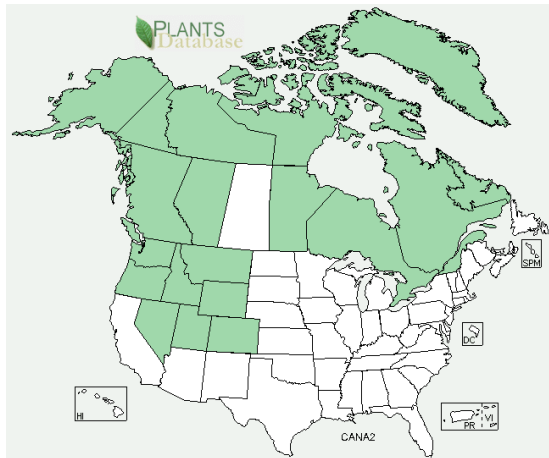 PLANTS
Database
SPM
DC
HI
PR
VI
CANA2